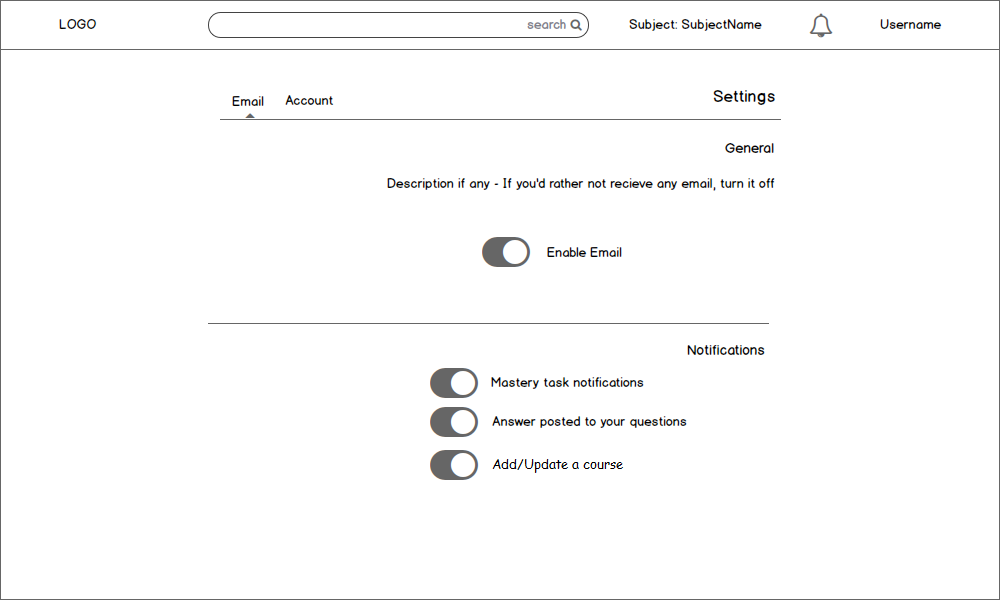 LOGO
search
Subject: SubjectName
Username
Email
Account
Settings
General
Description if any - If you'd rather not recieve any email, turn it off
Enable Email
Notifications
Mastery task notifications
Answer posted to your questions
Add/Update a course